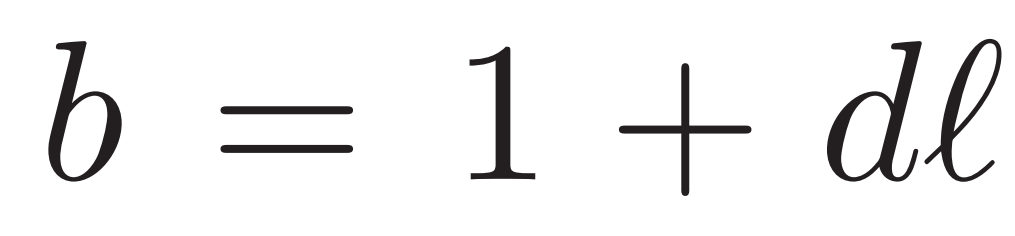 b = 1 + dℓ